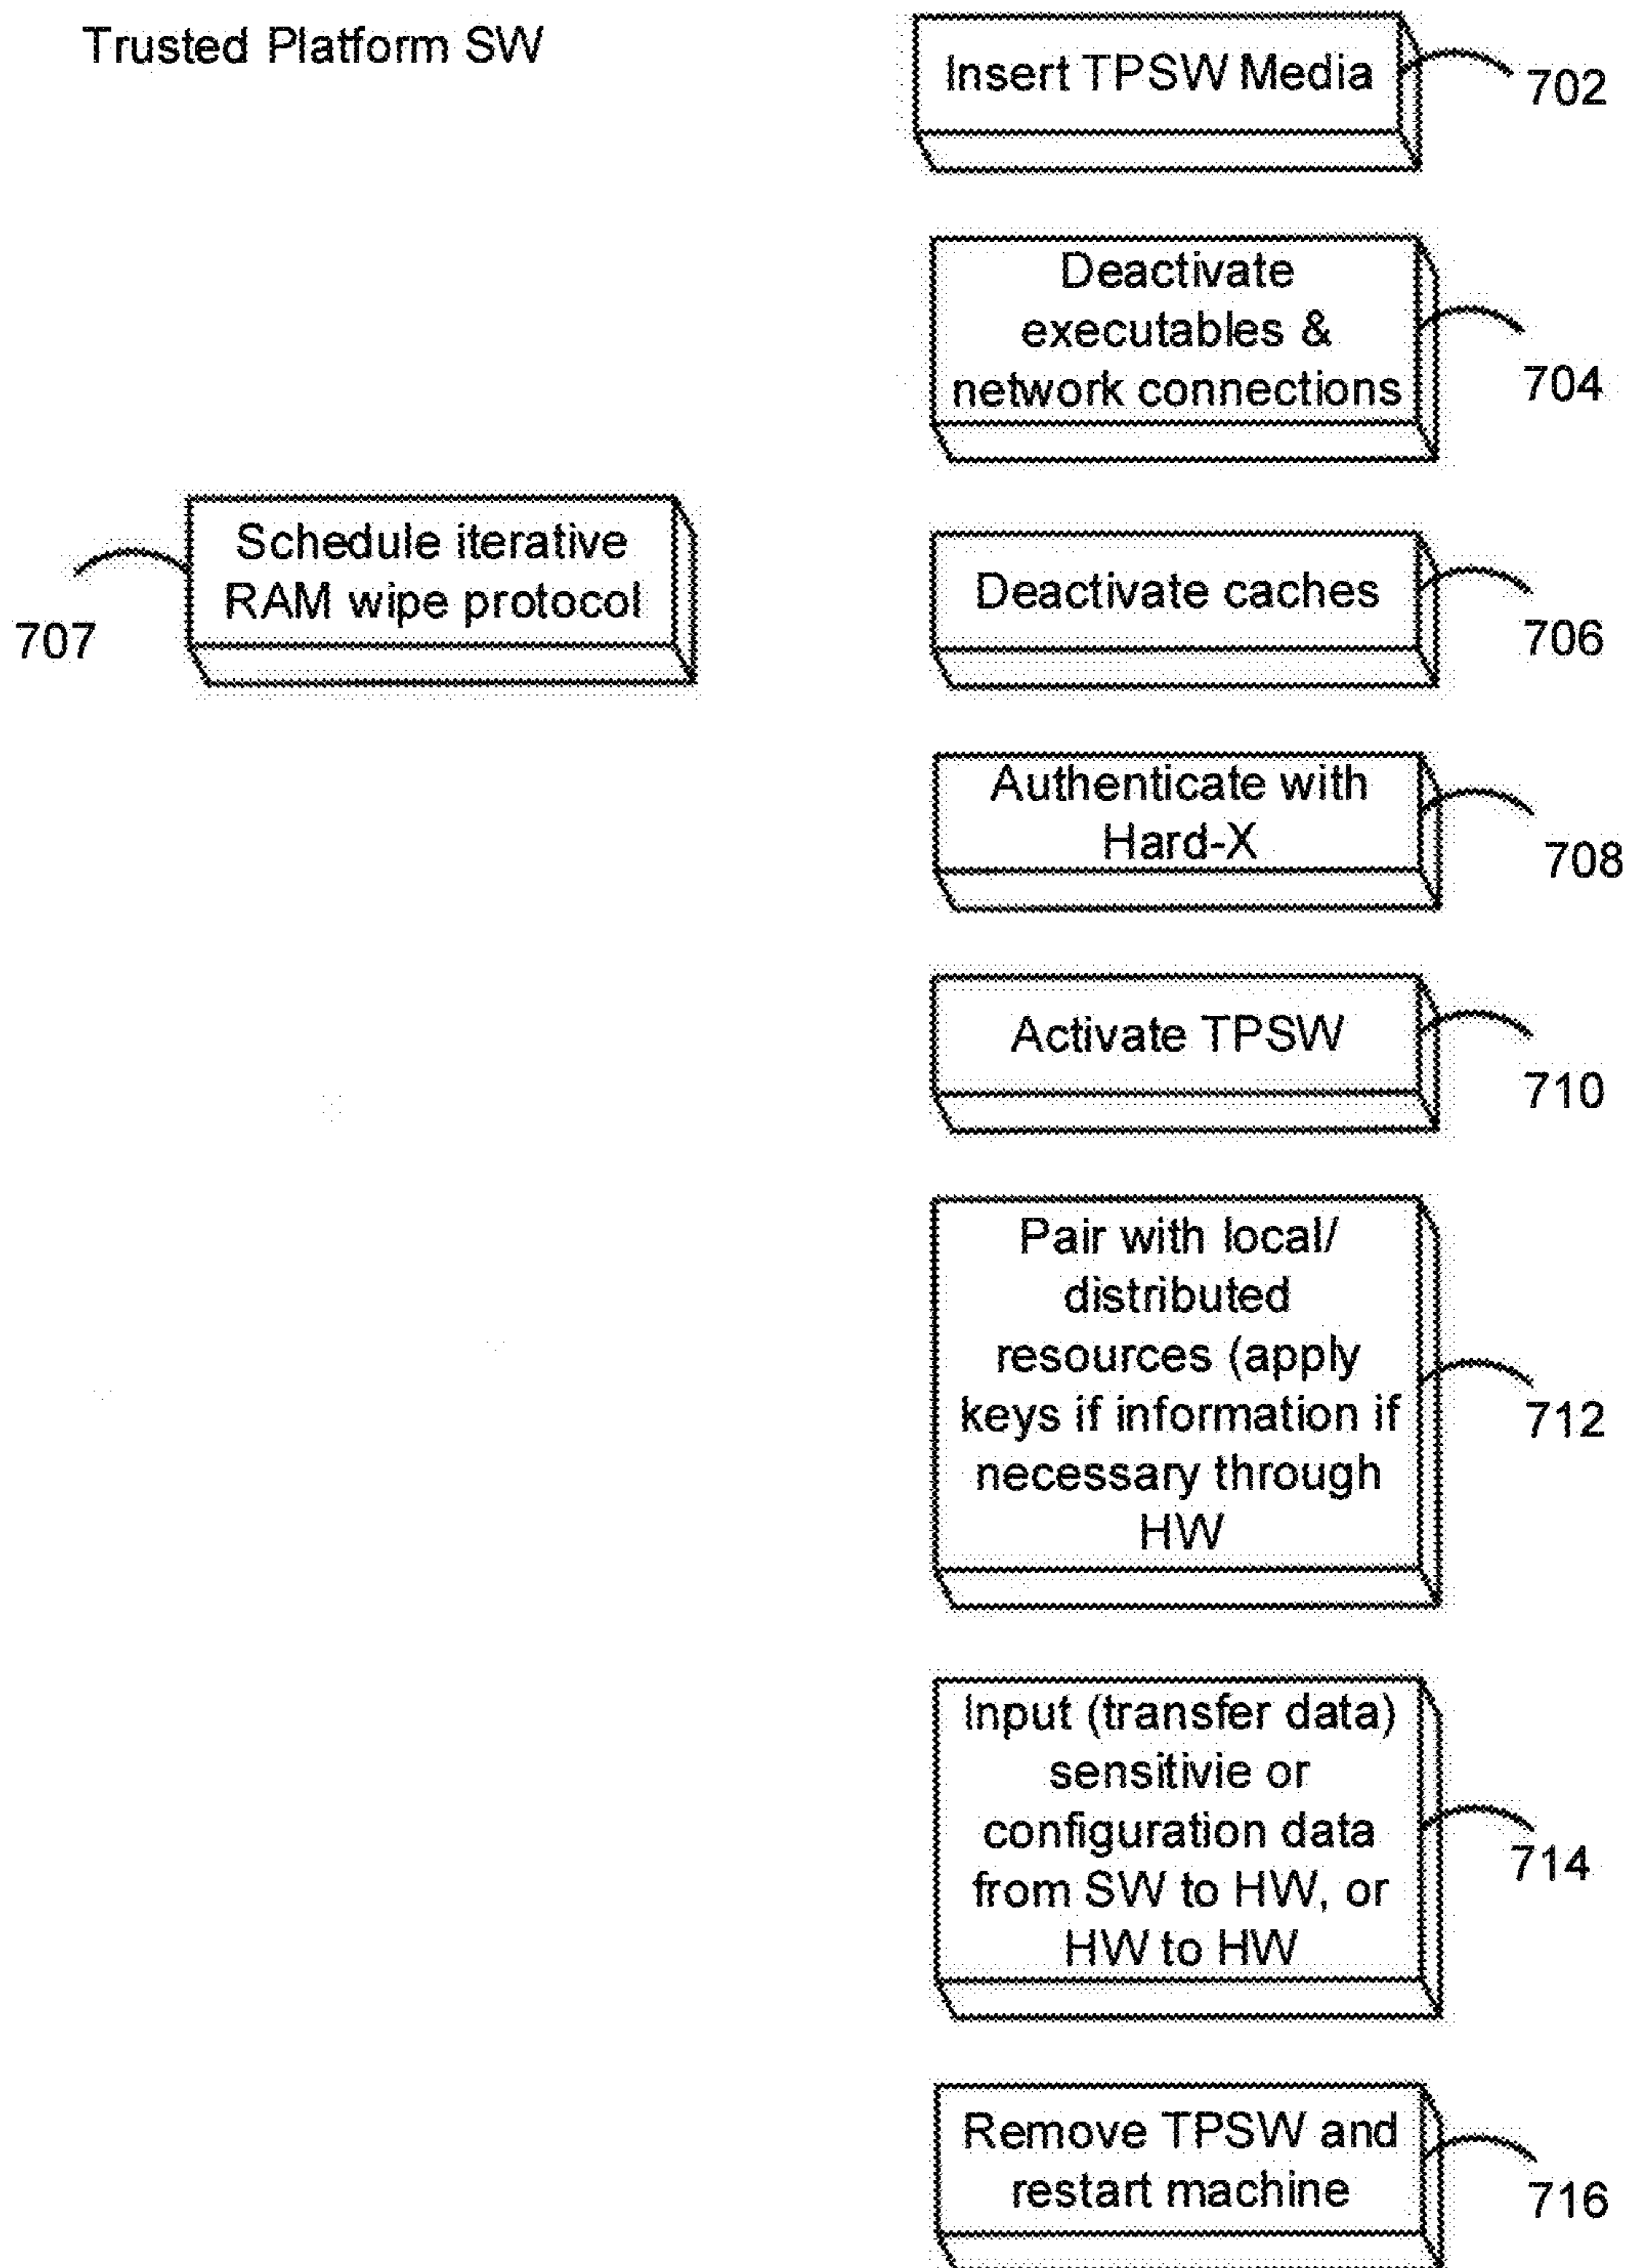 Trusted Platform SW
Insert TPSW Media
702
Deactivate
executables &
network connections
704
Schedule iterative
RAM wipe protocol
707
Deactivate caches
706
Authenticate with
Hard-X
708
Activate TPSW
710
Pair with local/
distributed
resources (apply
keys if information if
necessary through
HW
712
Input (transfer data)
sensitivie or
configuration data
from SW to HW, or
HW to HW
714
Remove TPSW and
restart machine
716